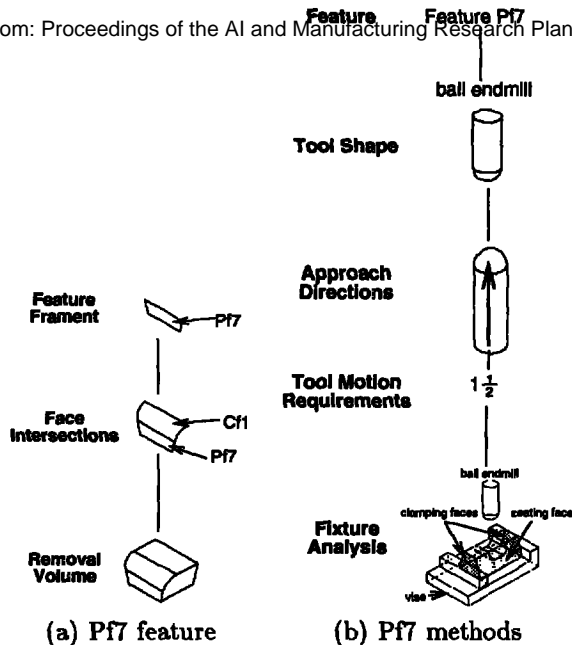 om: Proceedings of the AI and Manufacturing Research Plan
Feature Feature Pf7
ball endmill
Tool Shape
Approach
Directions
Feature
Frament
Pf7
Tool Motion
Requirements
1 1/2
Face
Intersections
Cf1
Pf7
ball endmill
clamping faces
seating face
Fixture
Analysis
Removal
Volume
vise
(a) Pf7 feature
(b) Pf7 methods